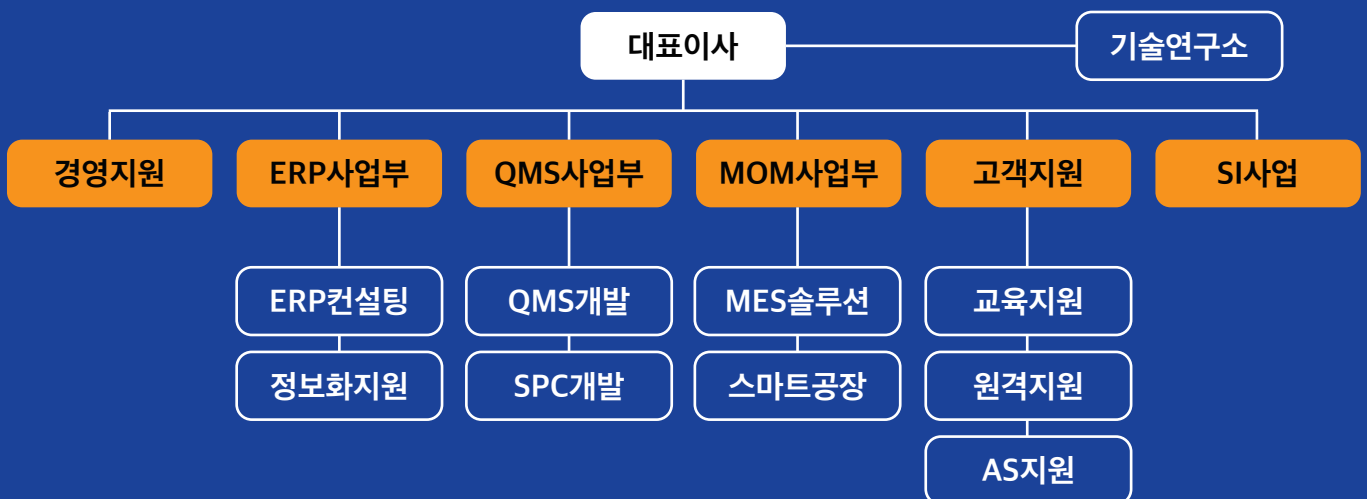 대표이사
기술연구소
경영지원
ERP사업부
QMS사업부
MOM사업부
고객지원
SI사업
ERP컨설팅
QMS개발
MES솔루션
교육지원
정보화지원
SPC개발
스마트공장
원격지원
AS지원